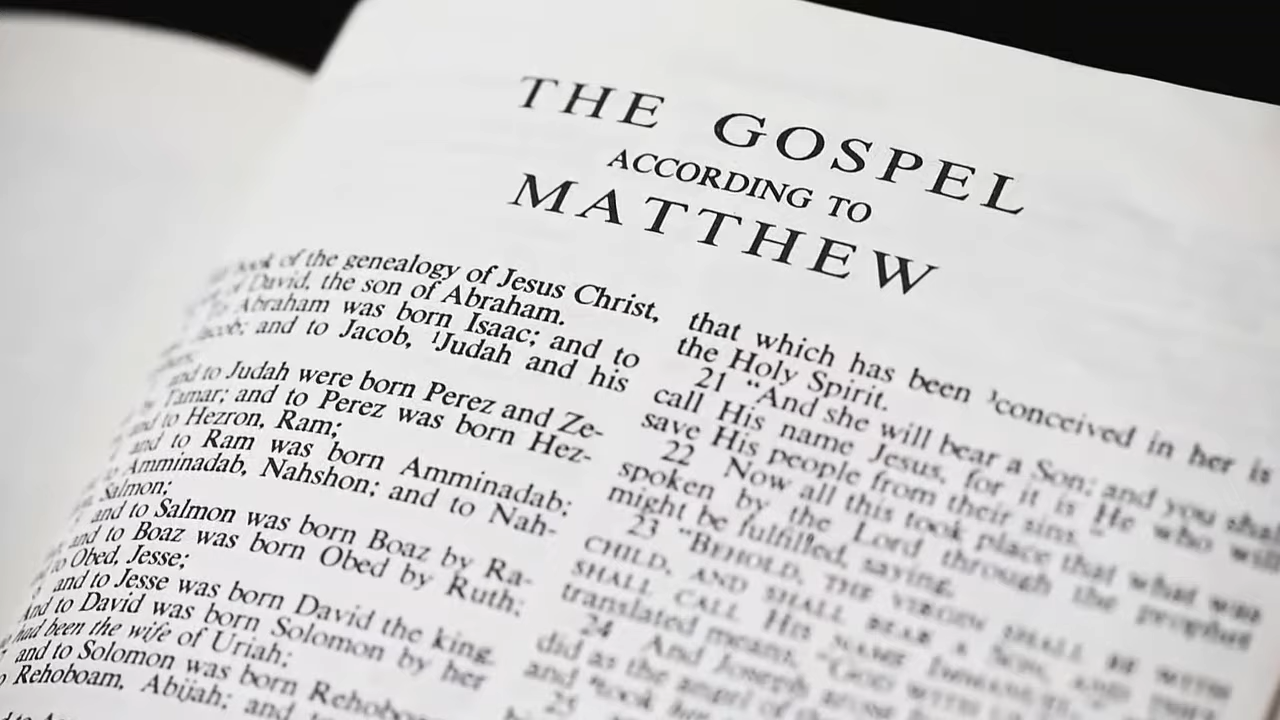 THE GOSPEL
ACCORDING TO
MATTHEW
book of the genealogy of Jesus Christ,
of David, the son of Abraham.
Abraham was born Isaac; and to
Jacob; and to Jacob, ¹Judah and his
and to Judah were born Perez and Ze-
Tamar; and to Perez was born Hez-
and to Hezron, Ram;
and to Ram was born Amminadab;
Amminadab, Nahshon; and to Nah-
Salmon;
and to Salmon was born Boaz by Ra-
and to Boaz was born Obed by Ruth;
to Obed, Jesse;
and to Jesse was born David the king.
And to David was born Solomon by her
had been the wife of Uriah;
and to Solomon was born Rehobo
Rehoboam, Abijah; and
that which has been conceived in her is
the Holy Spirit.
21 “And she will bear a Son; and you shall
call His name Jesus, for it is He who will
save His people from their sins.”
22 Now all this took place that what was
spoken by the Lord through the prophet
might be fulfilled, saying,
23 “BEHOLD, THE VIRGIN SHALL BE WITH
CHILD, AND SHALL BEAR A SON, AND THEY
SHALL CALL HIS NAME IMMANUEL,”
translated means, “GOD WITH
24 And Joseph arose
did as the angel of the
and took
25